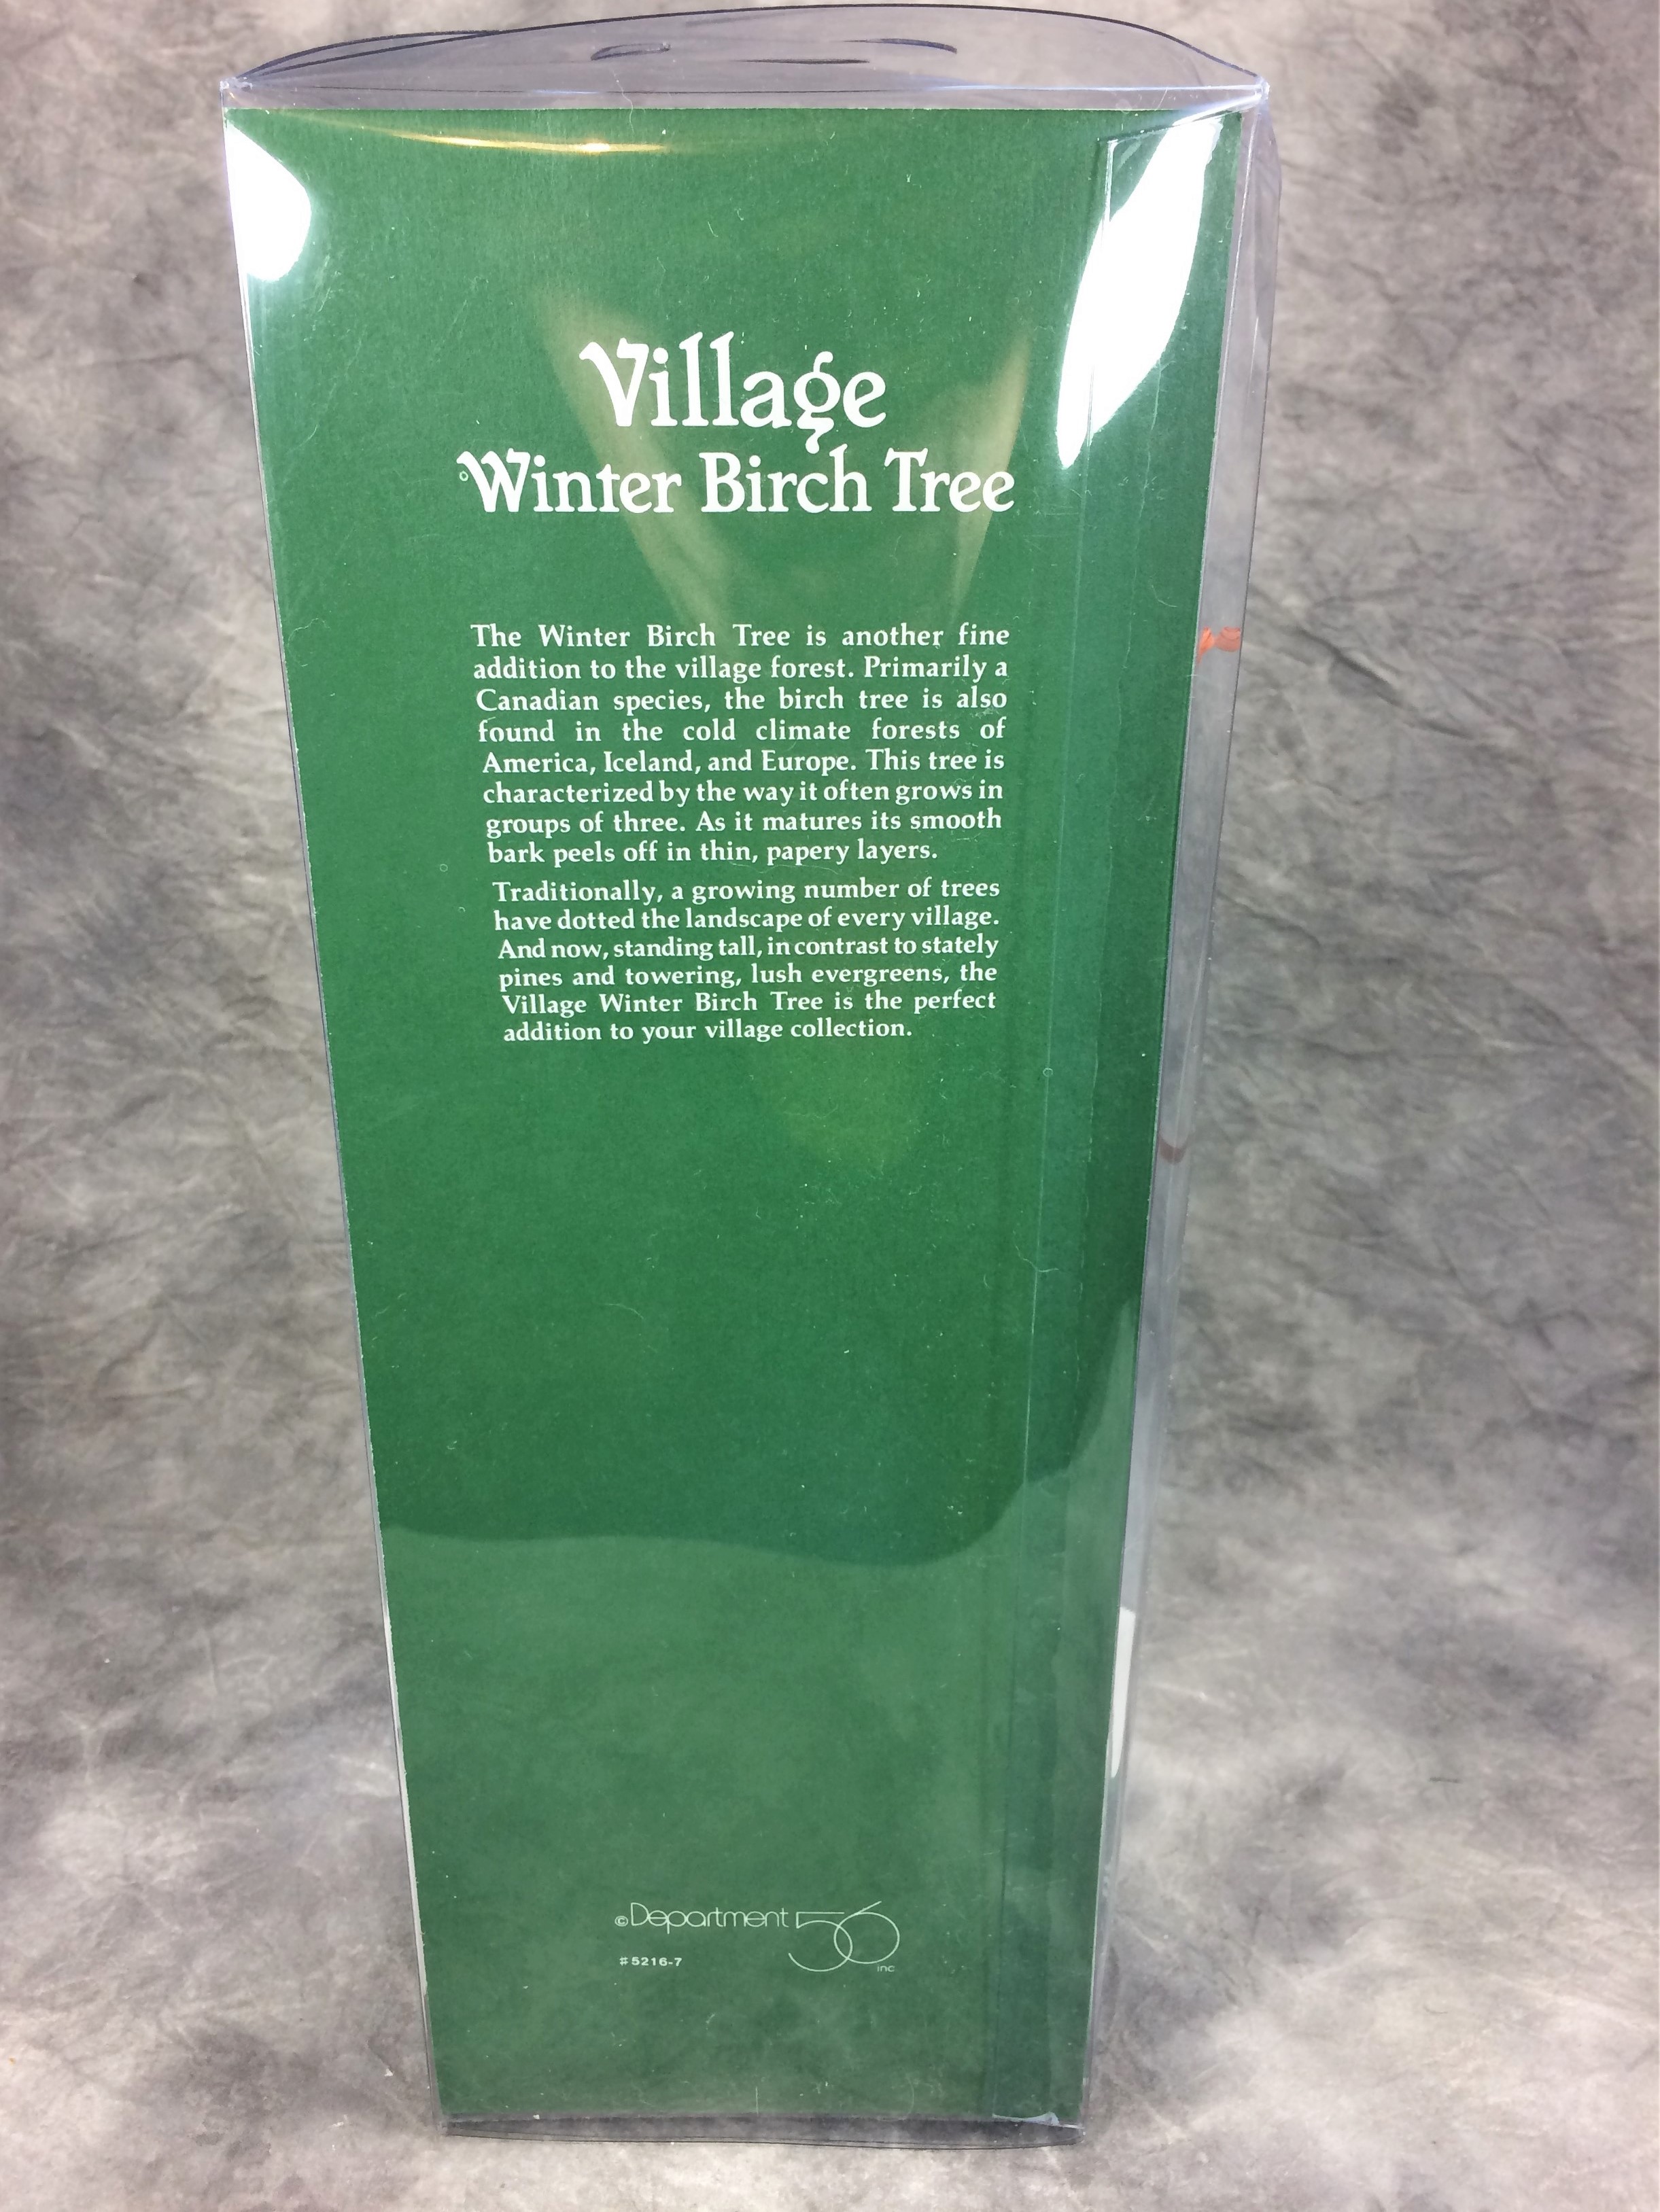 Village
Winter Birch Tree
The Winter Birch Tree is another fine
addition to the village forest. Primarily a
Canadian species, the birch tree is also
found in the cold climate forests of
America, Iceland, and Europe. This tree is
characterized by the way it often grows in
groups of three. As it matures its smooth
bark peels off in thin, papery layers.
Traditionally, a growing number of trees
have dotted the landscape of every village.
And now, standing tall, in contrast to stately
pines and towering, lush evergreens, the
Village Winter Birch Tree is the perfect
addition to your village collection.
©Department 56
inc
#5216-7